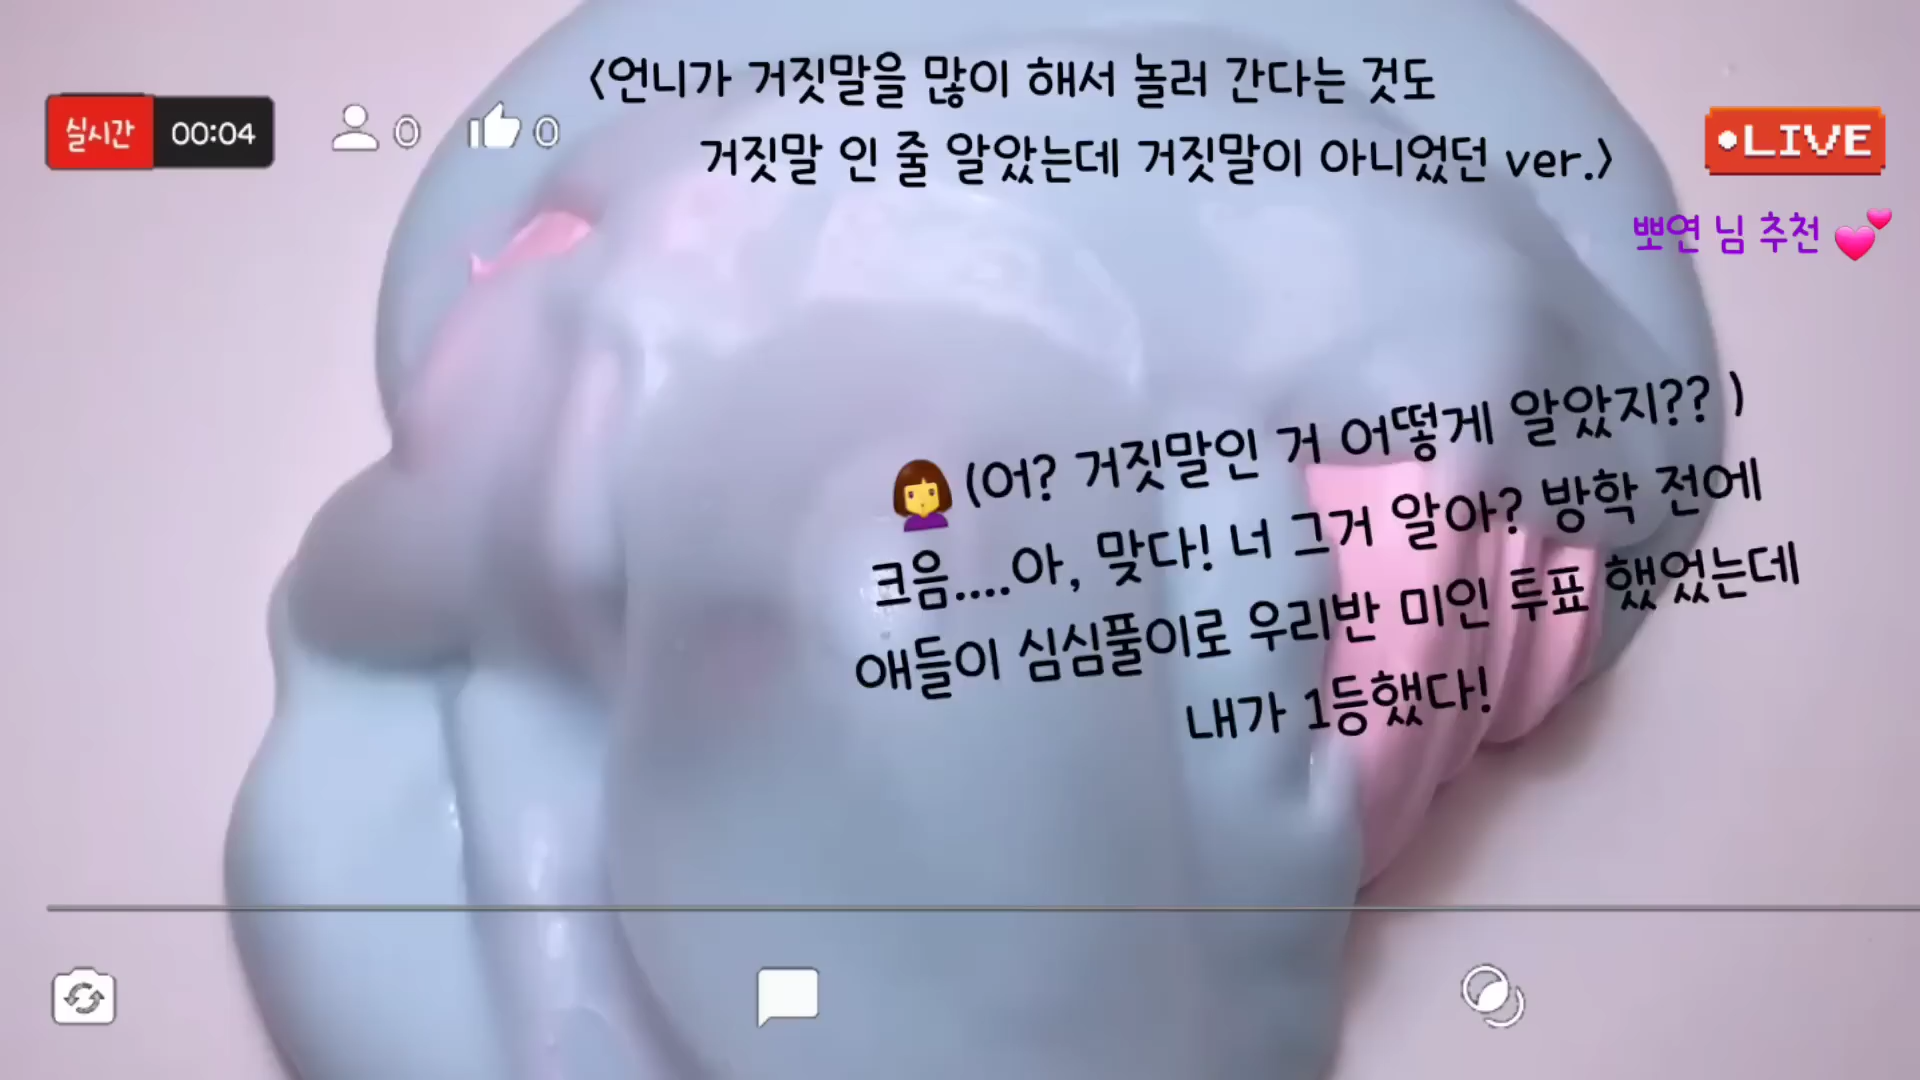 <언니가 거짓말을 많이 해서 놀러 간다는 것도
거짓말 인 줄 알았는데 거짓말이 아니었던 ver.>
실시간 00:04 0 0
•LIVE
뽀연 님 추천 💕
🙎‍♀️(어? 거짓말인 거 어떻게 알았지?? )
크음....아, 맞다! 너 그거 알아? 방학 전에
애들이 심심풀이로 우리반 미인 투표 했었는데
내가 1등했다!